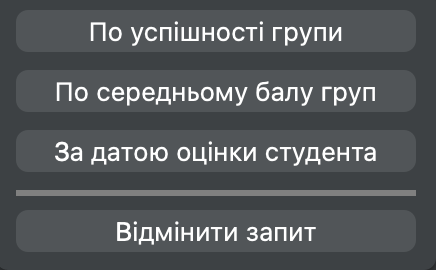 По успішності групи
По середньому балу груп
За датою оцінки студента
Відмінити запит